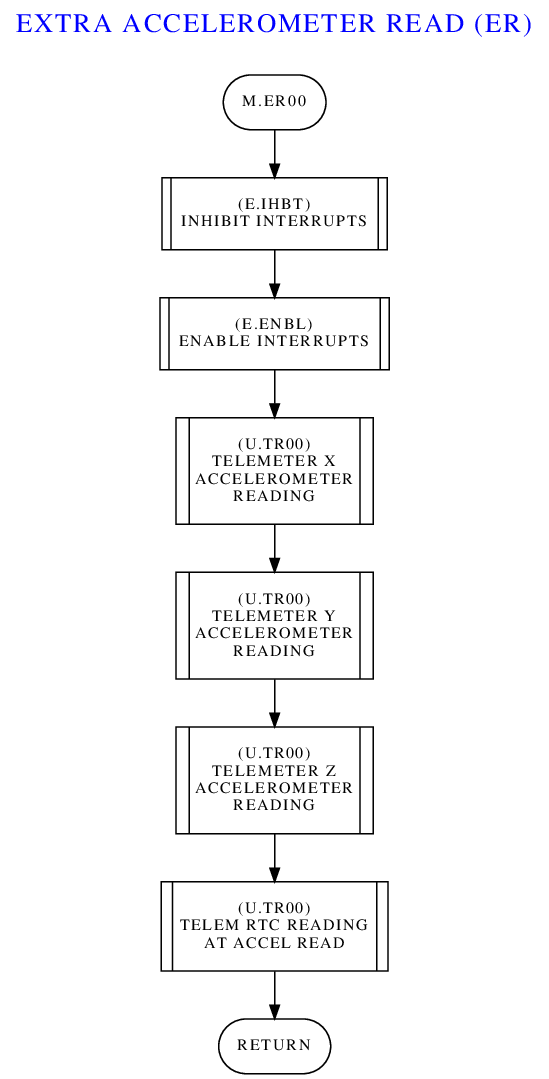 EXTRA ACCELEROMETER READ (ER)
M.ER00
(E.IHBT)
INHIBIT INTERRUPTS
(E.ENBL)
ENABLE INTERRUPTS
(U.TR00)
TELEMETER X
ACCELEROMETER
READING
(U.TR00)
TELEMETER Y
ACCELEROMETER
READING
(U.TR00)
TELEMETER Z
ACCELEROMETER
READING
(U.TR00)
TELEM RTC READING
AT ACCEL READ
RETURN